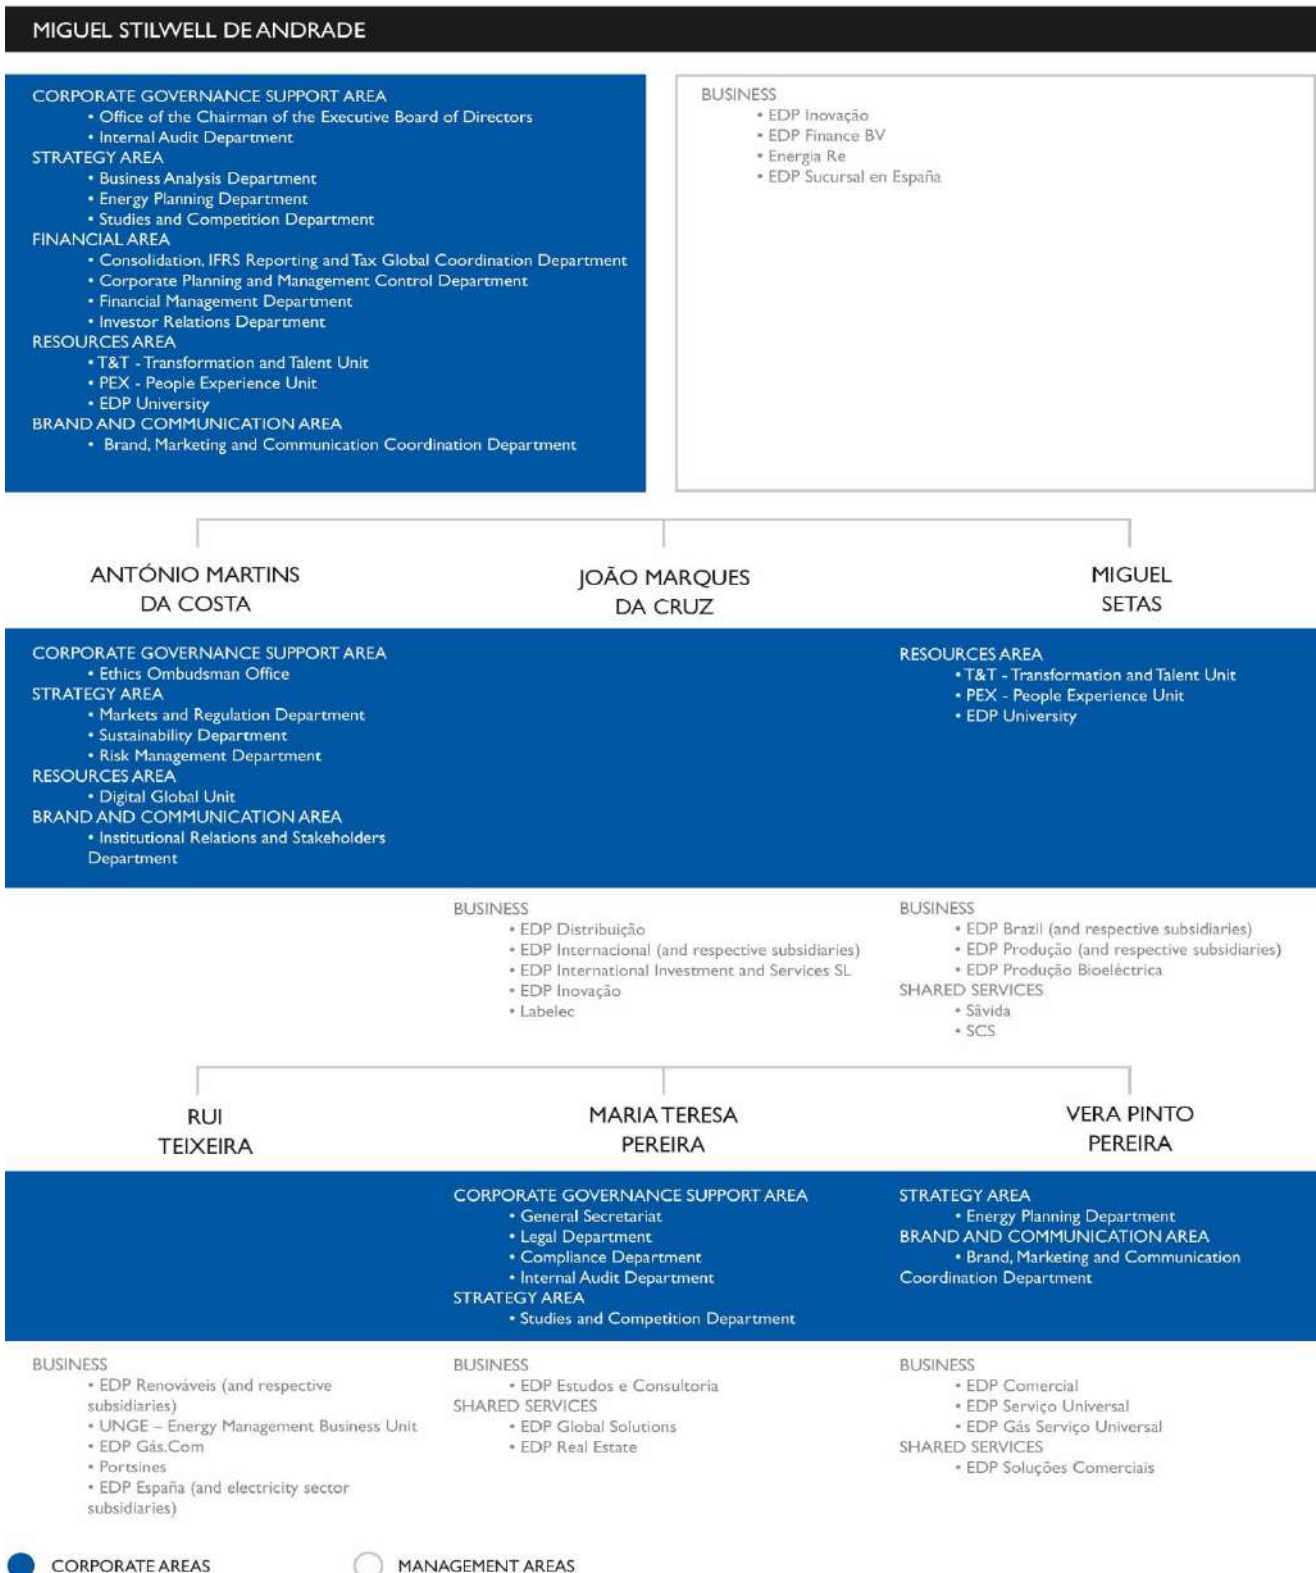 MIGUEL STILWELL DE ANDRADE
CORPORATE GOVERNANCE SUPPORT AREA
• Office of the Chairman of the Executive Board of Directors
• Internal Audit Department
STRATEGY AREA
• Business Analysis Department
• Energy Planning Department
• Studies and Competition Department
FINANCIAL AREA
• Consolidation, IFRS Reporting and Tax Global Coordination Department
• Corporate Planning and Management Control Department
• Financial Management Department
• Investor Relations Department
RESOURCES AREA
• T&T - Transformation and Talent Unit
• PEX - People Experience Unit
• EDP University
BRAND AND COMMUNICATION AREA
• Brand, Marketing and Communication Coordination Department
BUSINESS
• EDP Inovação
• EDP Finance BV
• Energia Re
• EDP Sucursal en España
ANTÓNIO MARTINS
DA COSTA
JOÃO MARQUES
DA CRUZ
MIGUEL
SETAS
CORPORATE GOVERNANCE SUPPORT AREA
• Ethics Ombudsman Office
STRATEGY AREA
• Markets and Regulation Department
• Sustainability Department
• Risk Management Department
RESOURCES AREA
• Digital Global Unit
BRAND AND COMMUNICATION AREA
• Institutional Relations and Stakeholders
Department
RESOURCES AREA
• T&T - Transformation and Talent Unit
• PEX - People Experience Unit
• EDP University
BUSINESS
• EDP Distribuição
• EDP Internacional (and respective subsidiaries)
• EDP International Investment and Services SL
• EDP Inovação
• Labelec
BUSINESS
• EDP Brazil (and respective subsidiaries)
• EDP Produção (and respective subsidiaries)
• EDP Produção Bioeléctrica
SHARED SERVICES
• Sãvida
• SCS
RUI
TEIXEIRA
MARIA TERESA
PEREIRA
VERA PINTO
PEREIRA
CORPORATE GOVERNANCE SUPPORT AREA
• General Secretariat
• Legal Department
• Compliance Department
• Internal Audit Department
STRATEGY AREA
• Studies and Competition Department
STRATEGY AREA
• Energy Planning Department
BRAND AND COMMUNICATION AREA
• Brand, Marketing and Communication
Coordination Department
BUSINESS
• EDP Renováveis (and respective
subsidiaries)
• UNGE – Energy Management Business Unit
• EDP Gás.Com
• Portsines
• EDP España (and electricity sector
subsidiaries)
BUSINESS
• EDP Estudos e Consultoria
SHARED SERVICES
• EDP Global Solutions
• EDP Real Estate
BUSINESS
• EDP Comercial
• EDP Serviço Universal
• EDP Gás Serviço Universal
SHARED SERVICES
• EDP Soluções Comerciais
CORPORATE AREAS
MANAGEMENT AREAS